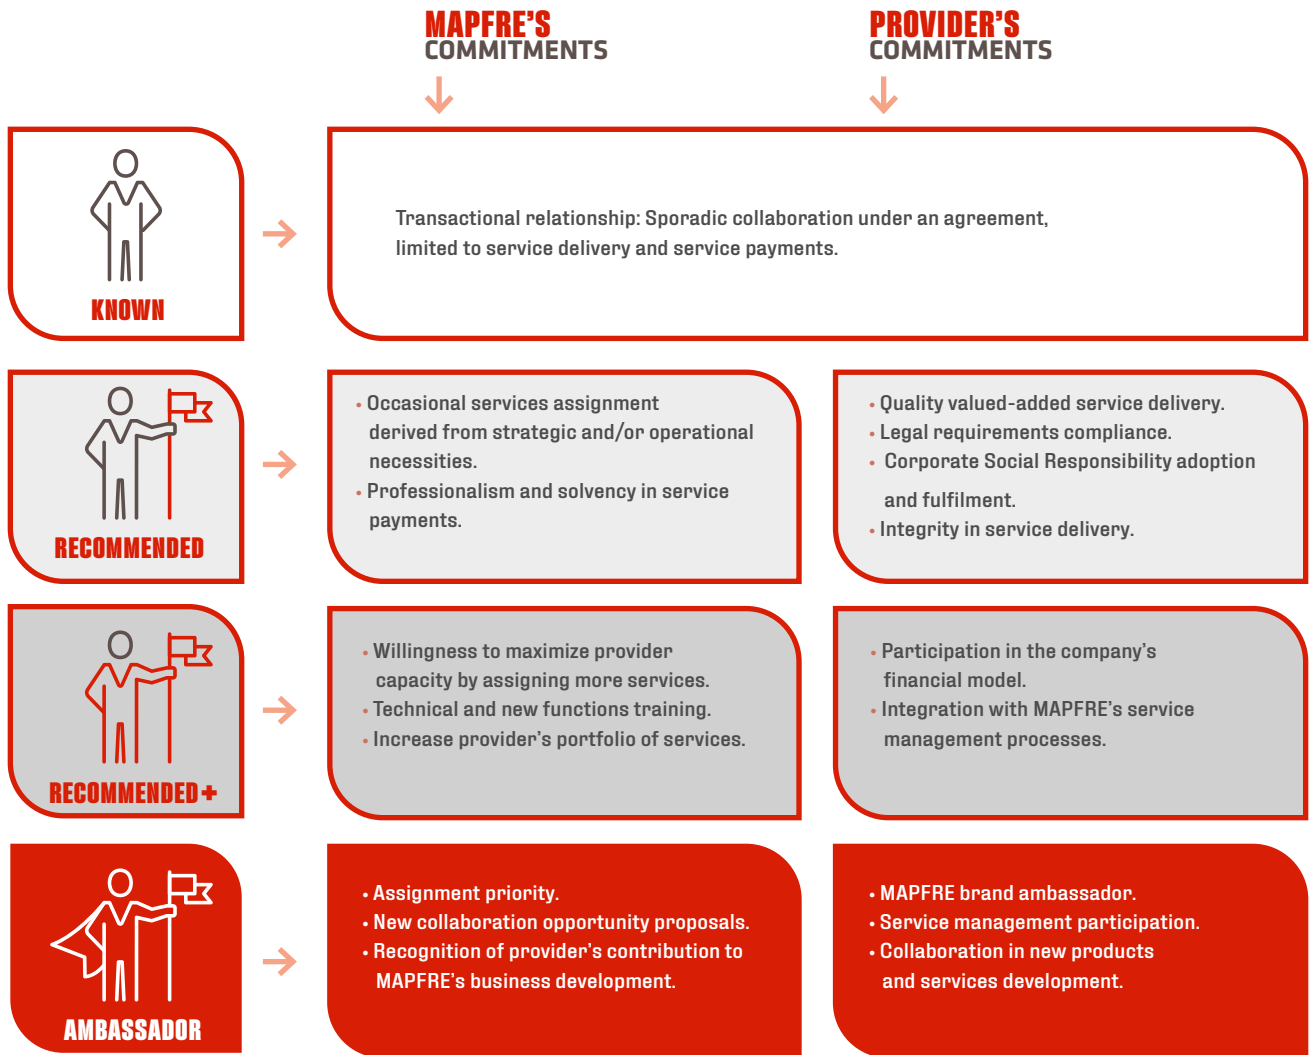 MAPFRE'S
COMMITMENTS
PROVIDER'S
COMMITMENTS
KNOWN
Transactional relationship: Sporadic collaboration under an agreement,
limited to service delivery and service payments.
RECOMMENDED
• Occasional services assignment
derived from strategic and/or operational
necessities.
• Professionalism and solvency in service
payments.
• Quality valued-added service delivery.
• Legal requirements compliance.
• Corporate Social Responsibility adoption
and fulfilment.
• Integrity in service delivery.
RECOMMENDED+
• Willingness to maximize provider
capacity by assigning more services.
• Technical and new functions training.
• Increase provider's portfolio of services.
• Participation in the company's
financial model.
• Integration with MAPFRE's service
management processes.
AMBASSADOR
• Assignment priority.
• New collaboration opportunity proposals.
• Recognition of provider's contribution to
MAPFRE's business development.
• MAPFRE brand ambassador.
• Service management participation.
• Collaboration in new products
and services development.